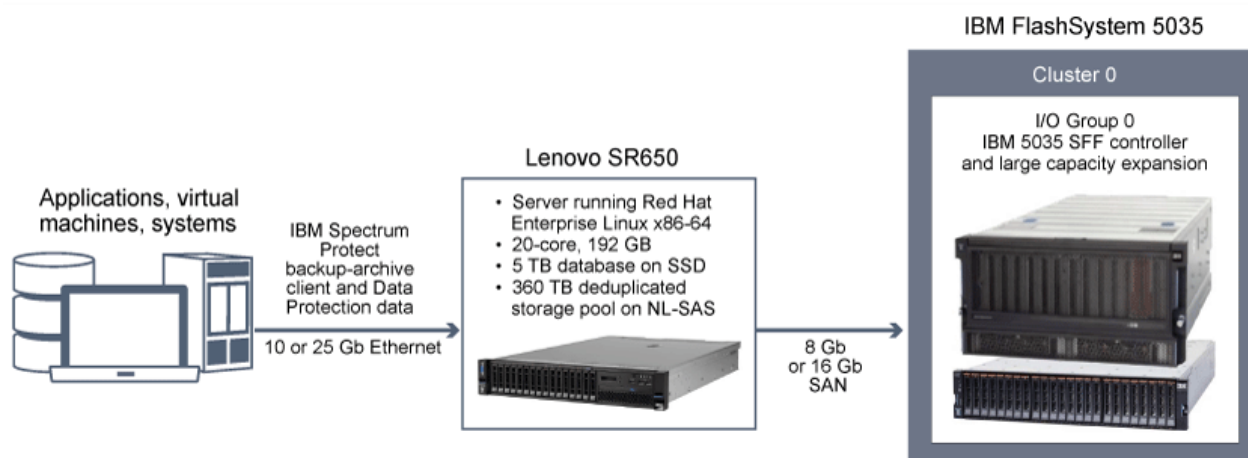 Applications, virtual
machines, systems
IBM Spectrum
Protect
backup-archive
client and Data
Protection data
10 or 25 Gb Ethernet
Lenovo SR650
• Server running Red Hat
Enterprise Linux x86-64
• 20-core, 192 GB
• 5 TB database on SSD
• 360 TB deduplicated
storage pool on NL-SAS
8 Gb
or 16 Gb
SAN
IBM FlashSystem 5035
Cluster 0
I/O Group 0
IBM 5035 SFF controller
and large capacity expansion